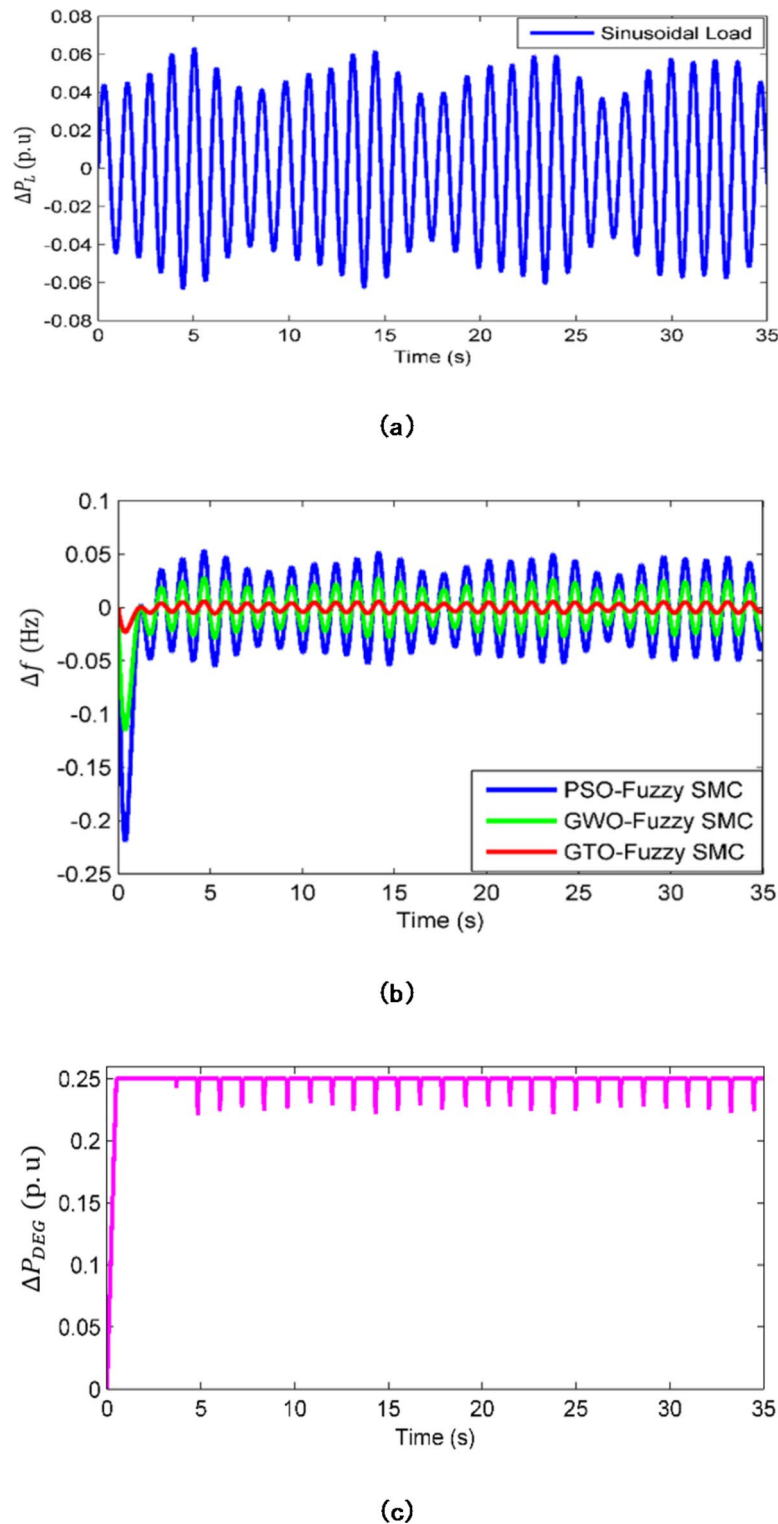 0.08
0.06
0.04
0.02
0
-0.02
-0.04
-0.06
-0.08
ΔP_L (p.u)
Sinusoidal Load
0 5 10 15 20 25 30 35
Time (s)
(a)
0.1
0.05
0
-0.05
-0.1
-0.15
-0.2
-0.25
Δf (Hz)
PSO-Fuzzy SMC
GWO-Fuzzy SMC
GTO-Fuzzy SMC
0 5 10 15 20 25 30 35
Time (s)
(b)
0.25
0.2
0.15
0.1
0.05
0
ΔP_DEG (p.u)
5 10 15 20 25 30 35
Time (s)
(c)